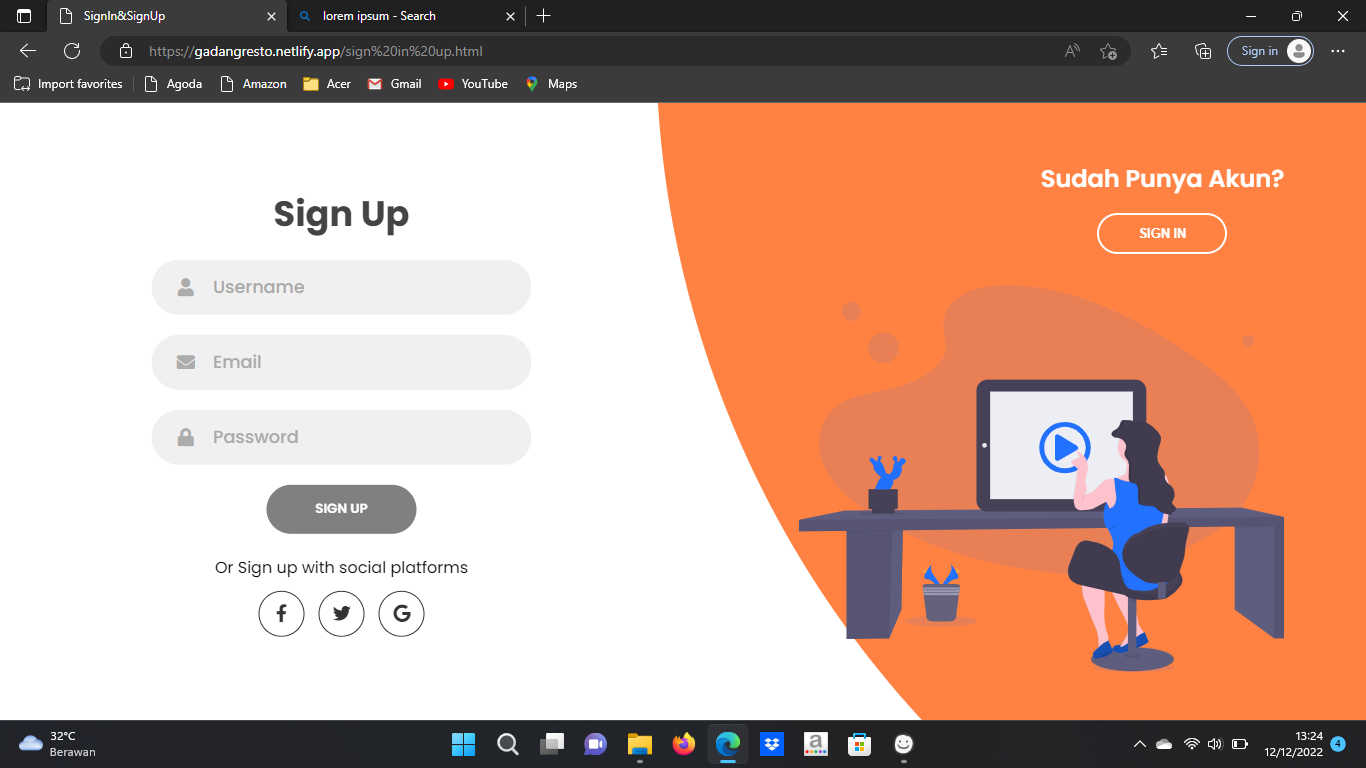 SignIn&SignUp
lorem ipsum - Search
https://gadangresto.netlify.app/sign%20in%20up.html
Sign in
Import favorites
Agoda
Amazon
Acer
Gmail
YouTube
Maps
Sign Up
Username
Email
Password
SIGN UP
Or Sign up with social platforms
Sudah Punya Akun?
SIGN IN
32°C
Berawan
13:24
12/12/2022
4